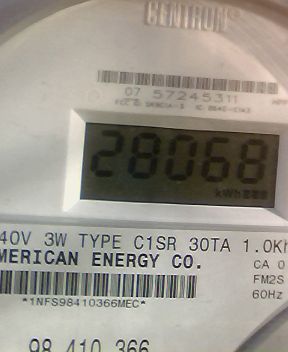 CENTRON®
07 57245311
28068
kWh
40V 3W TYPE C1SR 30TA 1.0Kh
MERICAN ENERGY CO.
CA 0
FM2S
60Hz
*1NFS98410366MEC*
98 410 366